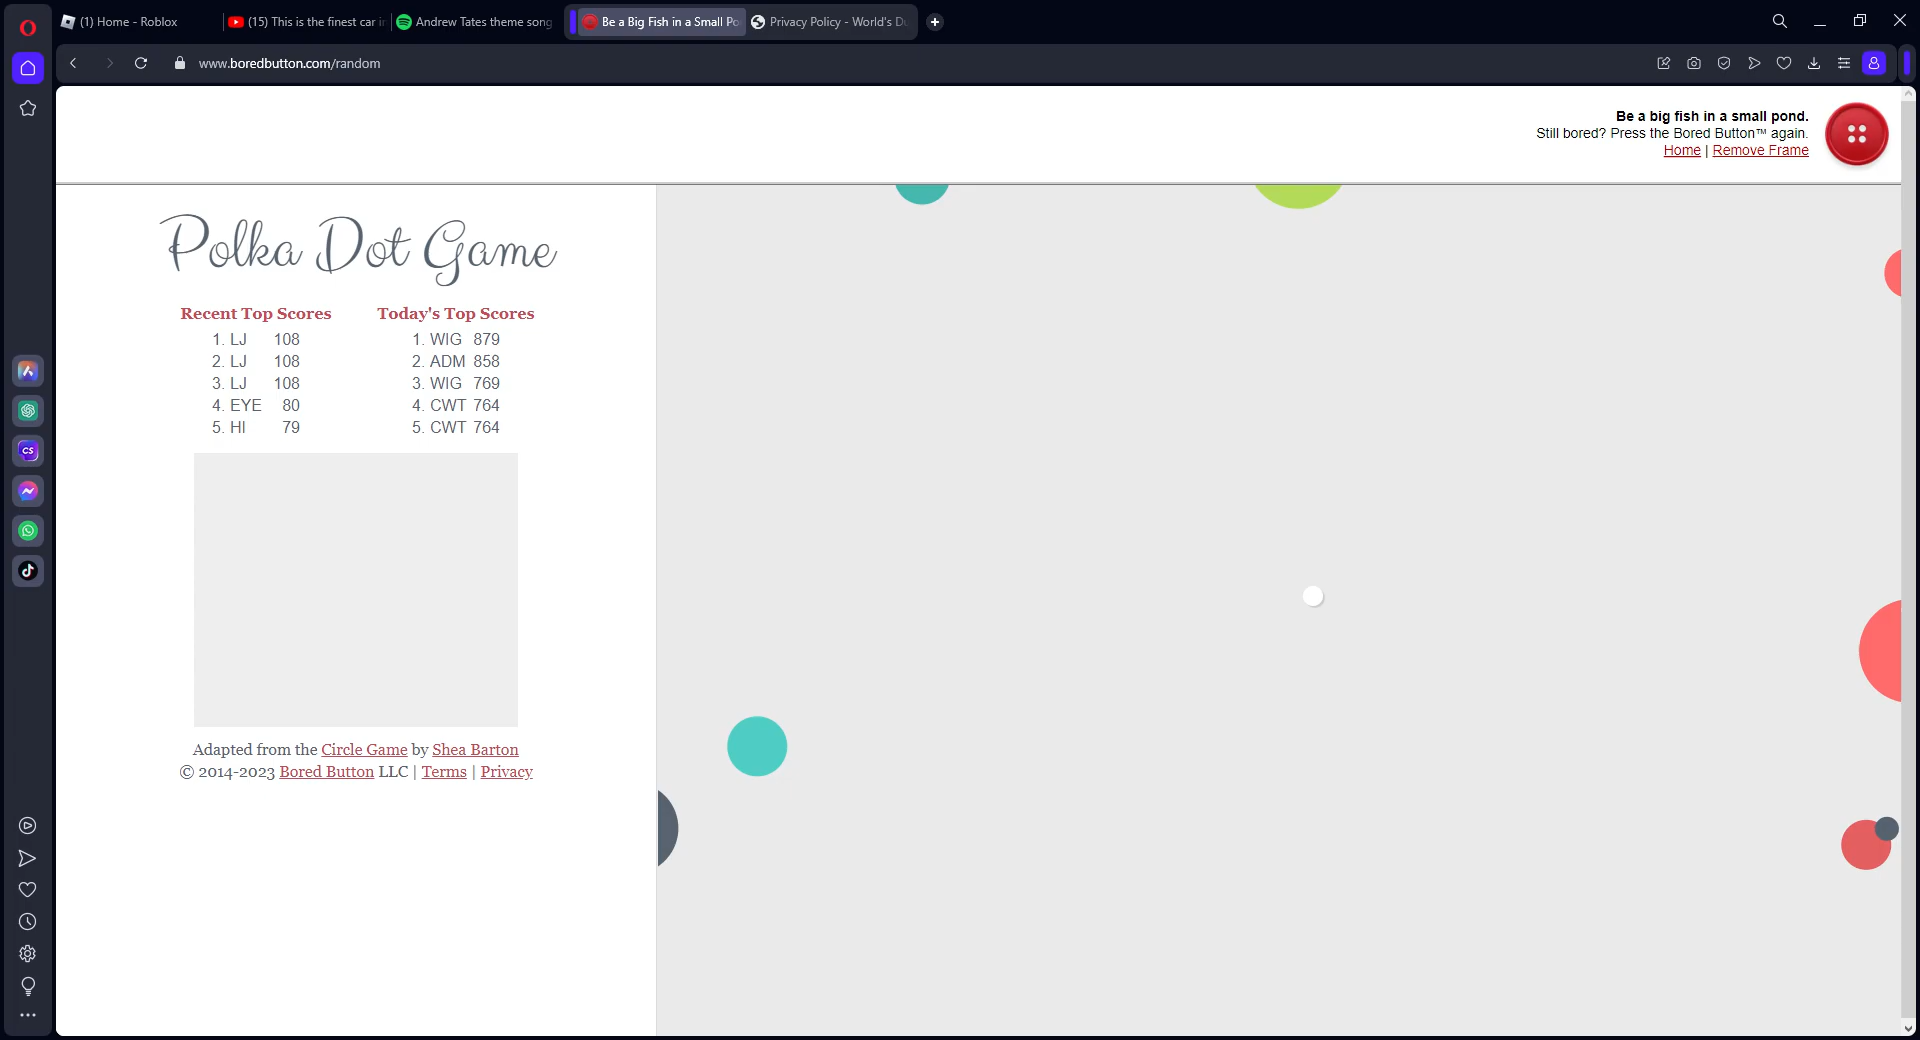 (1) Home - Roblox
(15) This is the finest car in
Andrew Tates theme song
Be a Big Fish in a Small Po
Privacy Policy - World's Du
www.boredbutton.com/random
Be a big fish in a small pond.
Still bored? Press the Bored Button™ again.
Home | Remove Frame
Polka Dot Game
Recent Top Scores
1. LJ 108
2. LJ 108
3. LJ 108
4. EYE 80
5. HI 79
Today's Top Scores
1. WIG 879
2. ADM 858
3. WIG 769
4. CWT 764
5. CWT 764
CS
Adapted from the Circle Game by Shea Barton
© 2014-2023 Bored Button LLC | Terms | Privacy